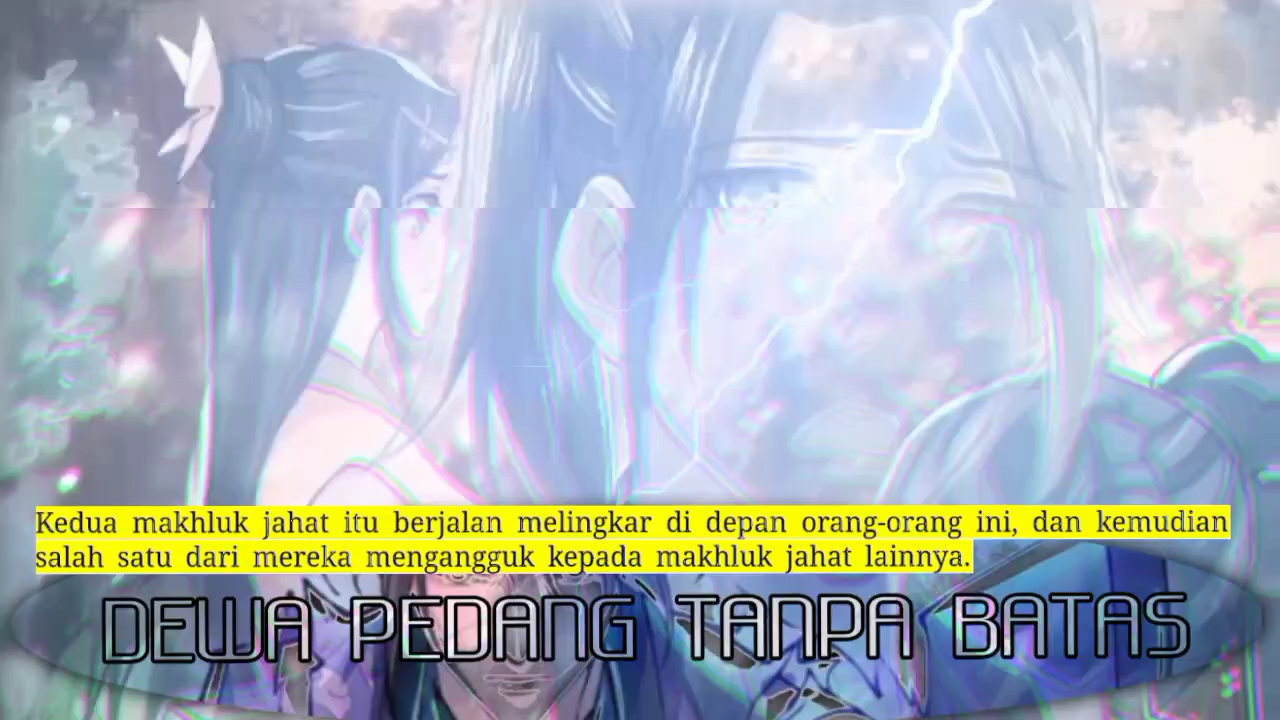 Kedua makhluk jahat itu berjalan melingkar di depan orang-orang ini, dan kemudian
salah satu dari mereka mengangguk kepada makhluk jahat lainnya.
DEWA PEDANG TANPA BATAS